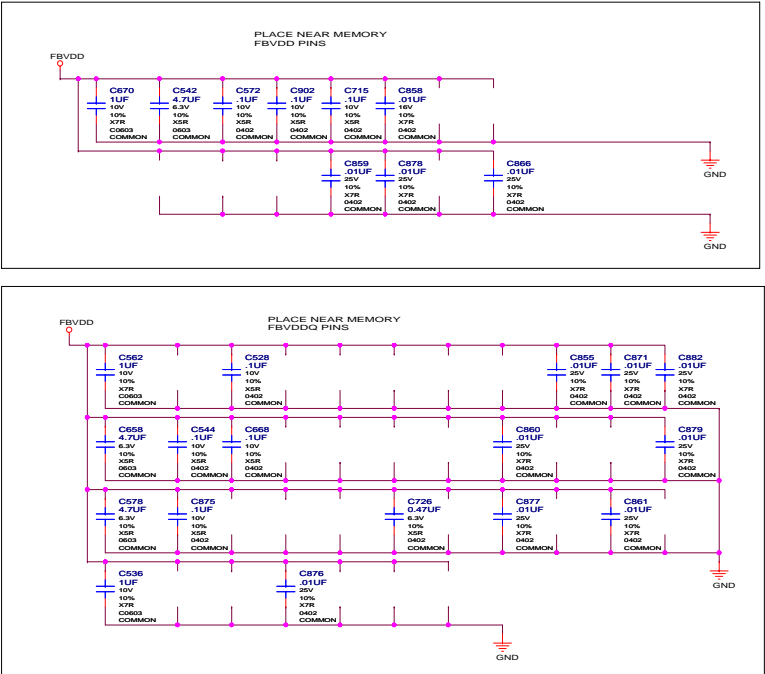 PLACE NEAR MEMORY
FBVDD PINS
FBVDD
C670
1UF
10V
10%
X7R
C0603
COMMON
C542
4.7UF
6.3V
10%
X5R
0603
COMMON
C572
.1UF
10V
10%
X5R
0402
COMMON
C902
.1UF
10V
10%
X5R
0402
COMMON
C715
.1UF
10V
10%
X5R
0402
COMMON
C858
.01UF
16V
10%
X7R
0402
COMMON
GND
C859
.01UF
25V
10%
X7R
0402
COMMON
C878
.01UF
25V
10%
X7R
0402
COMMON
C866
.01UF
25V
10%
X7R
0402
COMMON
GND
PLACE NEAR MEMORY
FBVDDQ PINS
FBVDD
C562
1UF
10V
10%
X7R
C0603
COMMON
C528
.1UF
10V
10%
X5R
0402
COMMON
C855
.01UF
25V
10%
X7R
0402
COMMON
C871
.01UF
25V
10%
X7R
0402
COMMON
C882
.01UF
25V
10%
X7R
0402
COMMON
C658
4.7UF
6.3V
10%
X5R
0603
COMMON
C544
.1UF
10V
10%
X5R
0402
COMMON
C668
.1UF
10V
10%
X5R
0402
COMMON
C860
.01UF
25V
10%
X7R
0402
COMMON
C879
.01UF
25V
10%
X7R
0402
COMMON
C578
4.7UF
6.3V
10%
X5R
0603
COMMON
C875
.1UF
10V
10%
X5R
0402
COMMON
C726
0.47UF
6.3V
10%
X5R
0402
COMMON
C877
.01UF
25V
10%
X7R
0402
COMMON
C861
.01UF
25V
10%
X7R
0402
COMMON
GND
C536
1UF
10V
10%
X7R
C0603
COMMON
C876
.01UF
25V
10%
X7R
0402
COMMON
GND